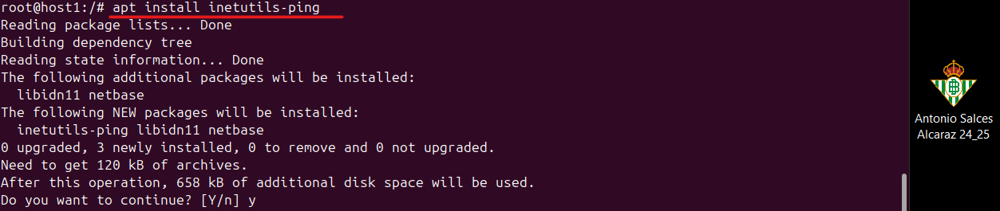 root@host1:/# apt install inetutils-ping
Reading package lists... Done
Building dependency tree
Reading state information... Done
The following additional packages will be installed:
  libidn11 netbase
The following NEW packages will be installed:
  inetutils-ping libidn11 netbase
0 upgraded, 3 newly installed, 0 to remove and 0 not upgraded.
Need to get 120 kB of archives.
After this operation, 658 kB of additional disk space will be used.
Do you want to continue? [Y/n] y
Antonio Salces
Alcaraz 24_25